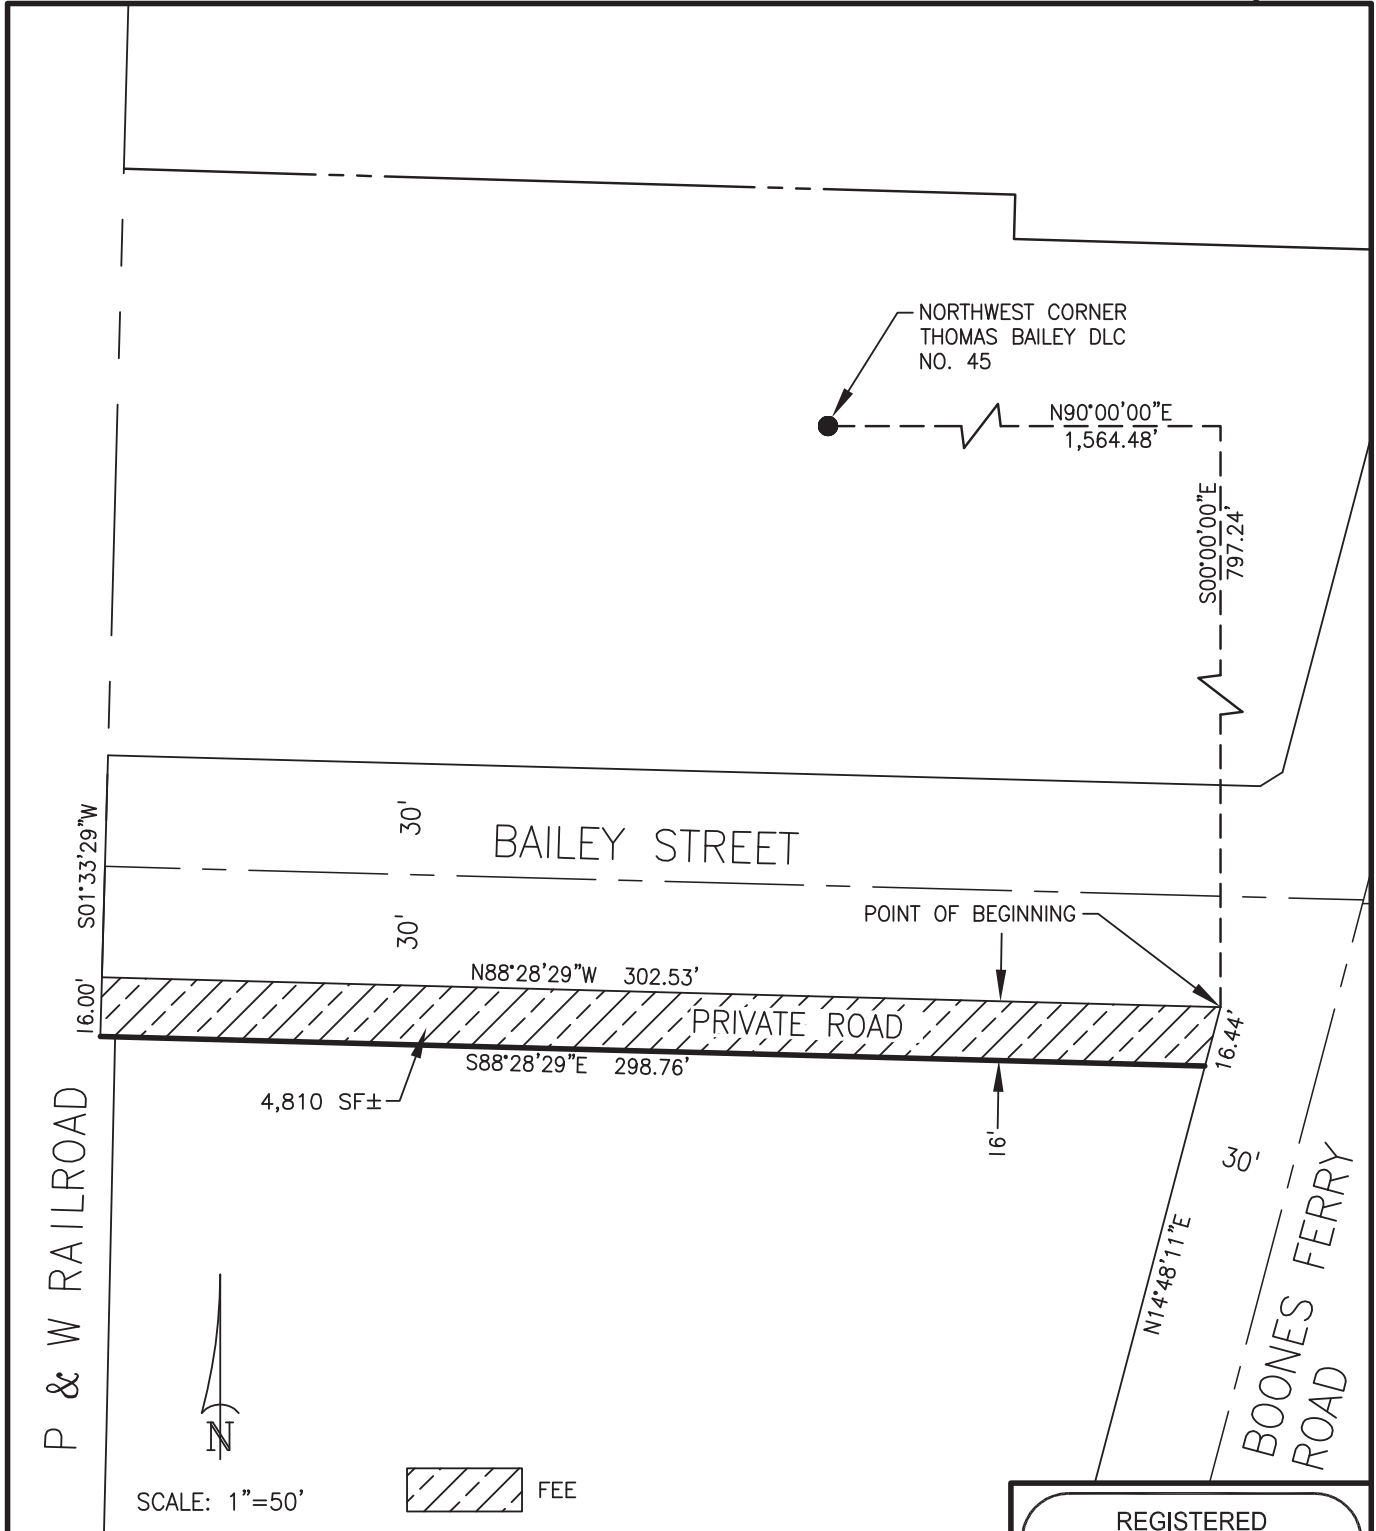 NORTHWEST CORNER
THOMAS BAILEY DLC
NO. 45
N90°00'00"E
1,564.48'
S00°00'00"E
797.24'
S01°33'29"W
30'
BAILEY STREET
30'
POINT OF BEGINNING
N88°28'29"W 302.53'
16.00'
PRIVATE ROAD
16.44'
S88°28'29"E 298.76'
4,810 SF±
16'
30'
P & W RAILROAD
N14°48'11"E
BOONES FERRY
ROAD
N
SCALE: 1"=50'
FEE
REGISTERED